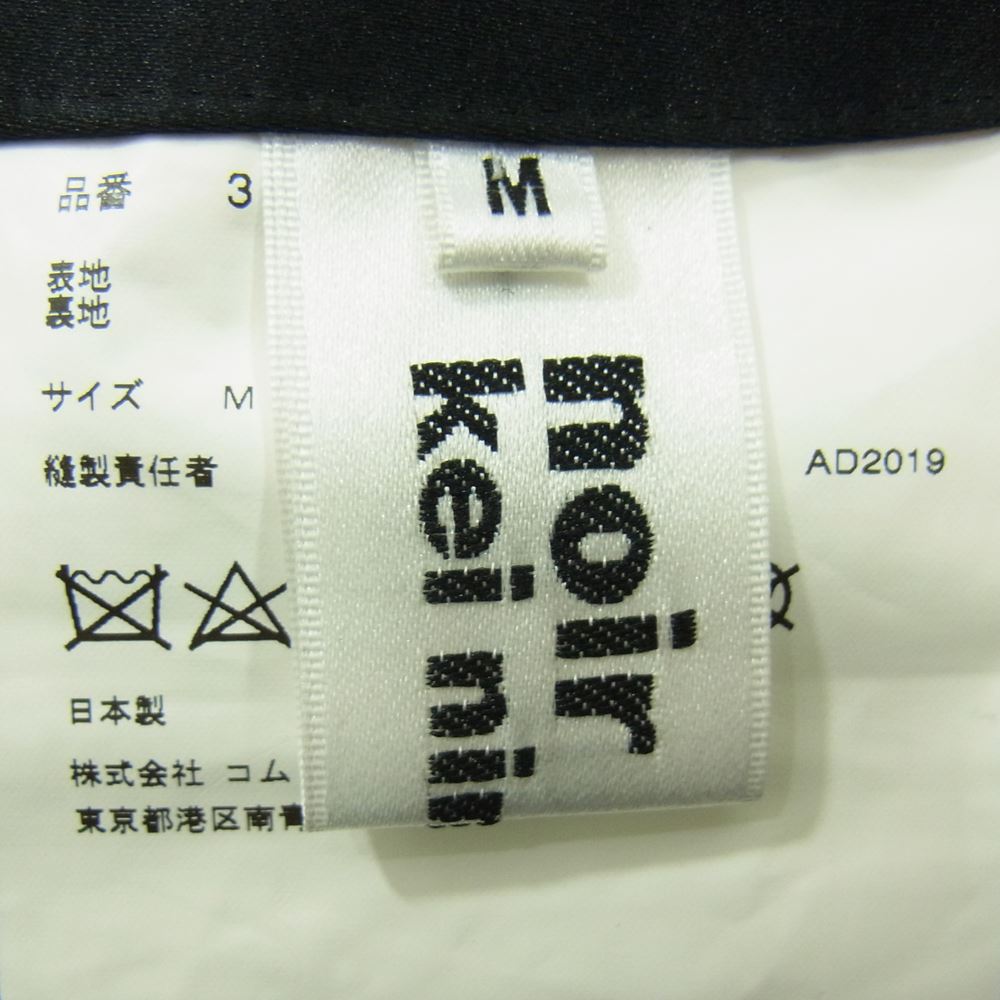 M
noir
kei nin
品番 3
表地
裏地
サイズ M
縫製責任者
AD2019
日本製
株式会社 コム
東京都港区南青